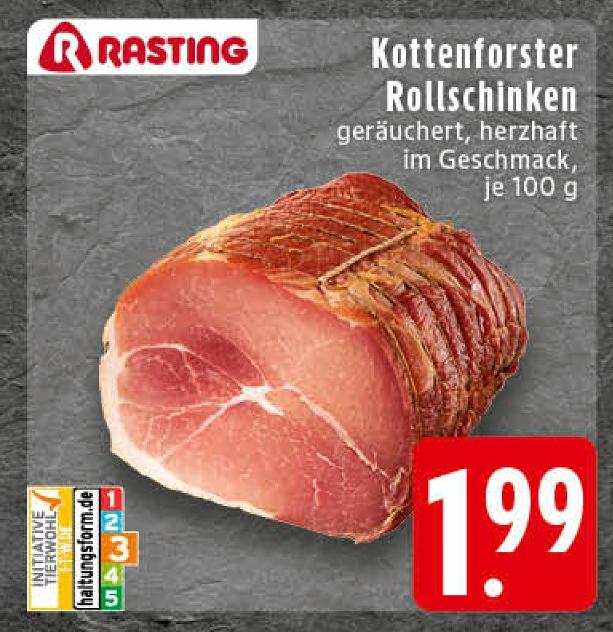 RASTING
Kottenforster
Rollschinken
geräuchert, herzhaft
im Geschmack,
je 100 g
INITIATIVE
TIERWOHL
haltungsform.de
1
2
3
4
5
1.99